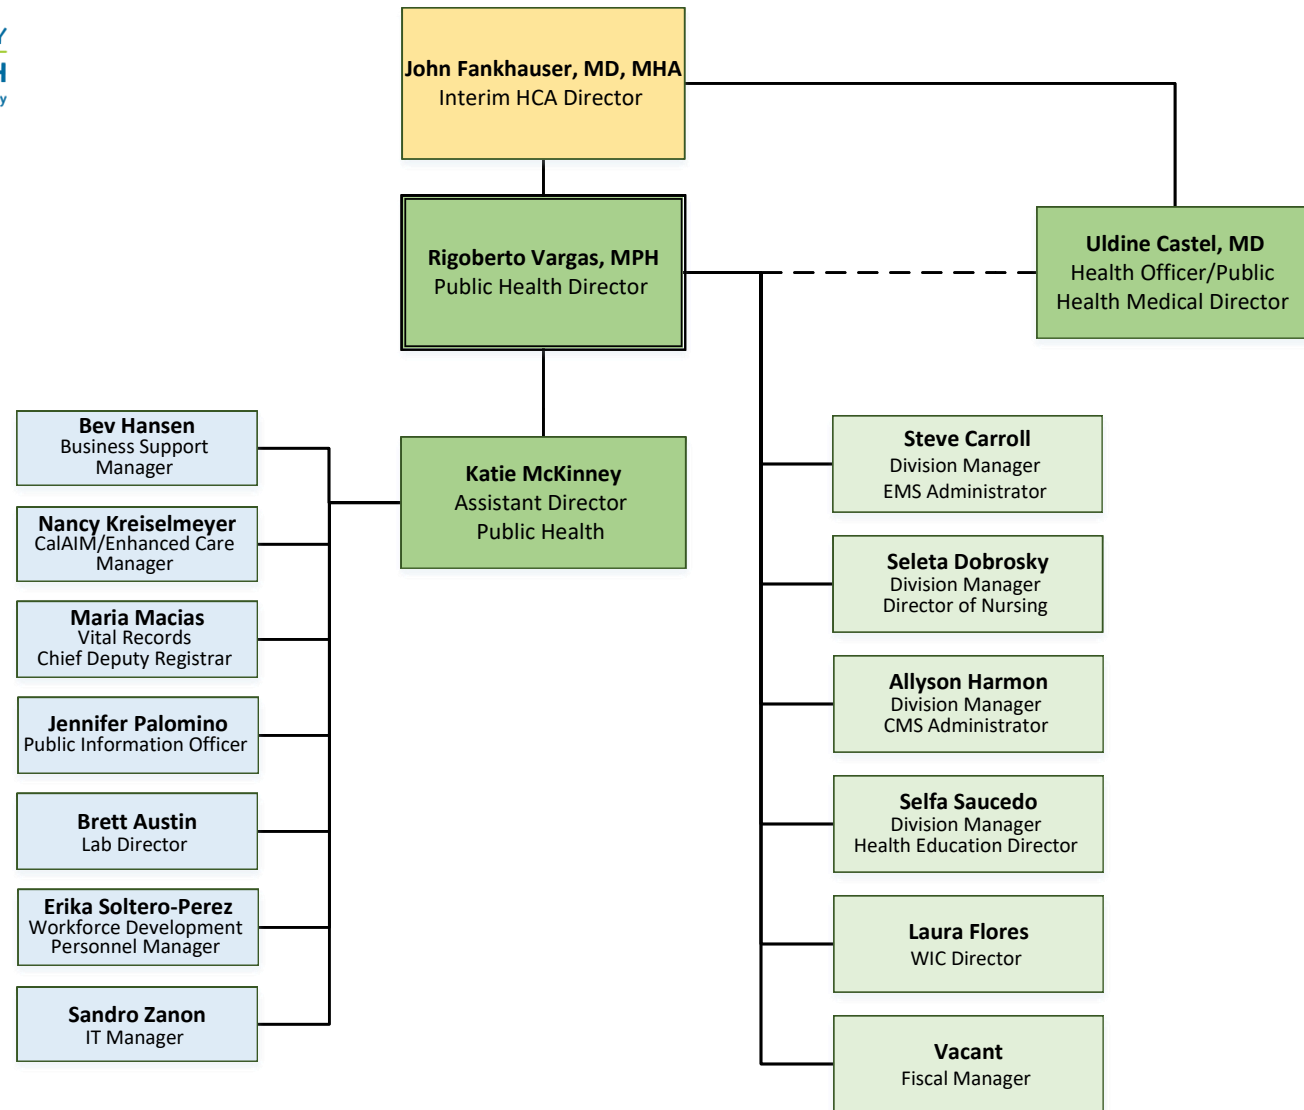 John Fankhauser, MD, MHA
Interim HCA Director
Rigoberto Vargas, MPH
Public Health Director
Uldine Castel, MD
Health Officer/Public
Health Medical Director
Katie McKinney
Assistant Director
Public Health
Bev Hansen
Business Support
Manager
Nancy Kreiselmeyer
CalAIM/Enhanced Care
Manager
Maria Macias
Vital Records
Chief Deputy Registrar
Jennifer Palomino
Public Information Officer
Brett Austin
Lab Director
Erika Soltero-Perez
Workforce Development
Personnel Manager
Sandro Zanon
IT Manager
Steve Carroll
Division Manager
EMS Administrator
Seleta Dobrosky
Division Manager
Director of Nursing
Allyson Harmon
Division Manager
CMS Administrator
Selfa Saucedo
Division Manager
Health Education Director
Laura Flores
WIC Director
Vacant
Fiscal Manager